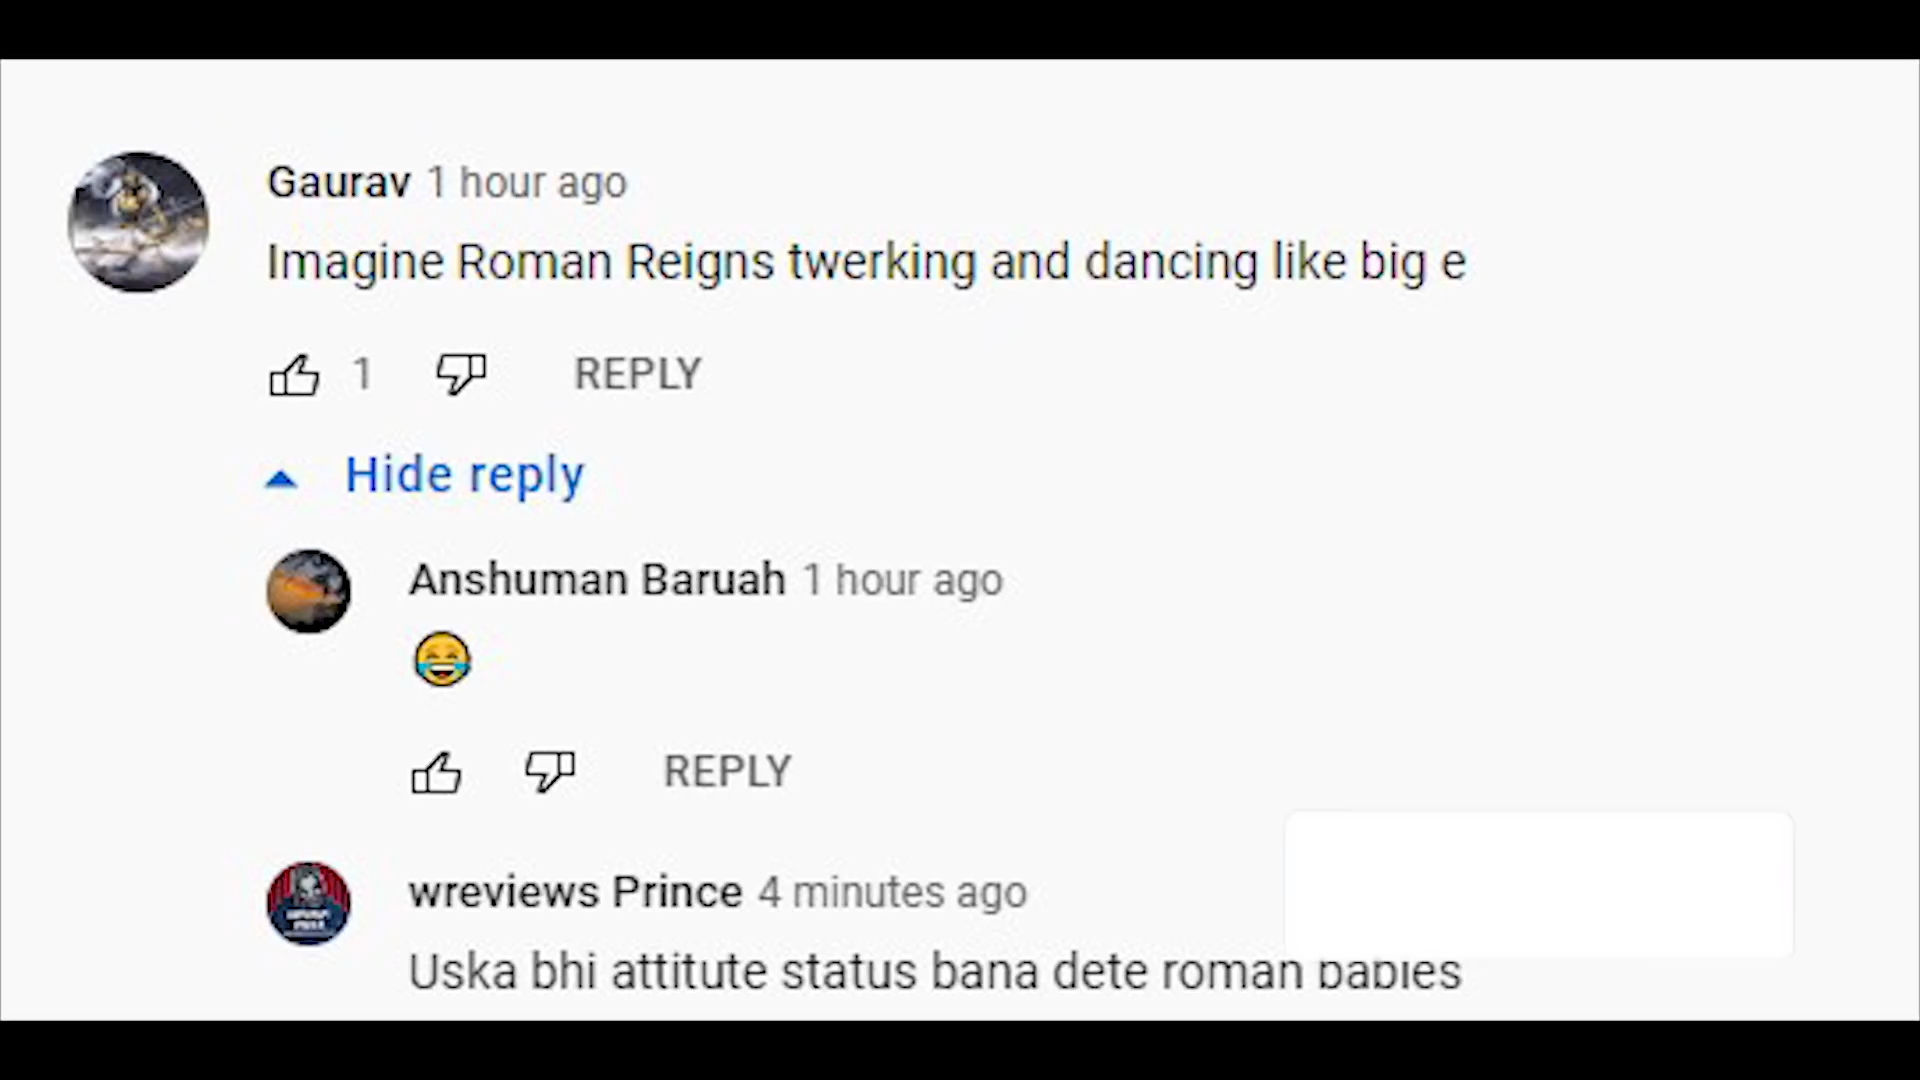 Gaurav 1 hour ago
Imagine Roman Reigns twerking and dancing like big e
1 REPLY
Hide reply
Anshuman Baruah 1 hour ago
😂
REPLY
wreviews Prince 4 minutes ago
Uska bhi attitute status bana dete roman babies